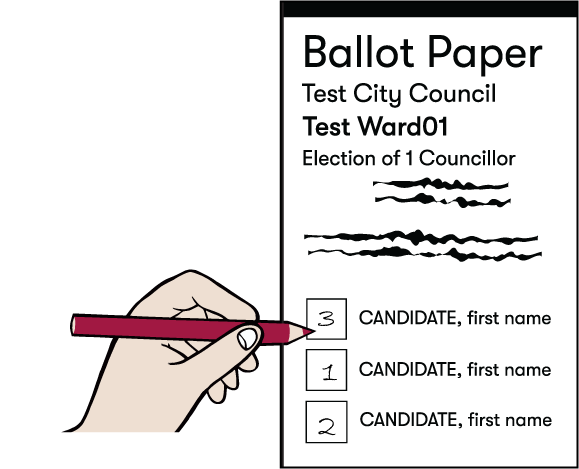 Ballot Paper
Test City Council
Test Ward01
Election of 1 Councillor
3 CANDIDATE, first name
1 CANDIDATE, first name
2 CANDIDATE, first name